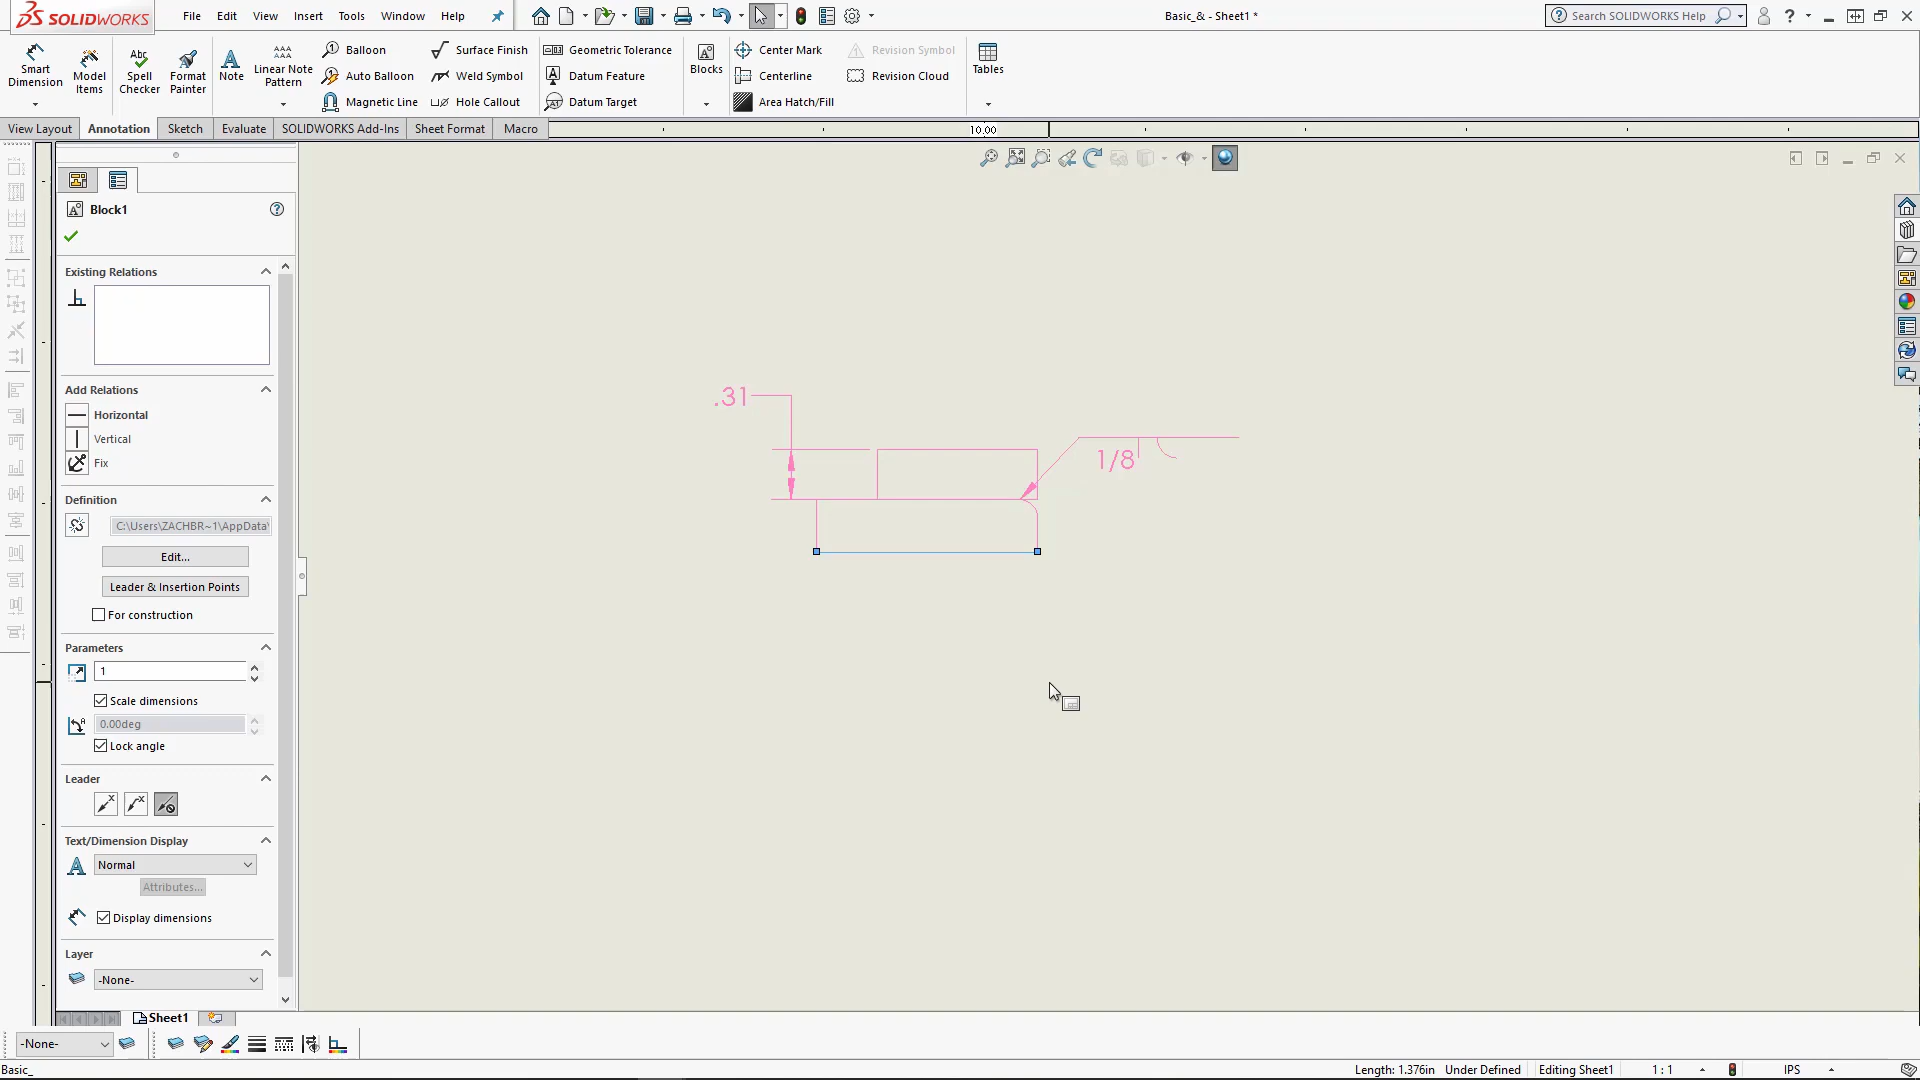 SOLIDWORKS File Edit View Insert Tools Window Help Basic_& - Sheet1 * Search SOLIDWORKS Help ?
Smart Dimension
Model Items
Abc
Spell Checker
Format Painter
Note
Linear Note Pattern
Balloon
Auto Balloon
Magnetic Line
Surface Finish
Weld Symbol
Hole Callout
Geometric Tolerance
Datum Feature
Datum Target
Blocks
Center Mark
Centerline
Area Hatch/Fill
Revision Symbol
Revision Cloud
Tables
View Layout Annotation Sketch Evaluate SOLIDWORKS Add-Ins Sheet Format Macro
10.00
Block1
Existing Relations
Add Relations
Horizontal
Vertical
Fix
Definition
C:\Users\ZACHBR~1\AppData\
Edit...
Leader & Insertion Points
For construction
Parameters
1
Scale dimensions
0.00deg
Lock angle
Leader
Text/Dimension Display
Normal
Attributes...
Display dimensions
Layer
-None-
.31
1/8
Sheet1
-None-
Basic_ Length: 1.376in Under Defined Editing Sheet1 1 : 1 IPS